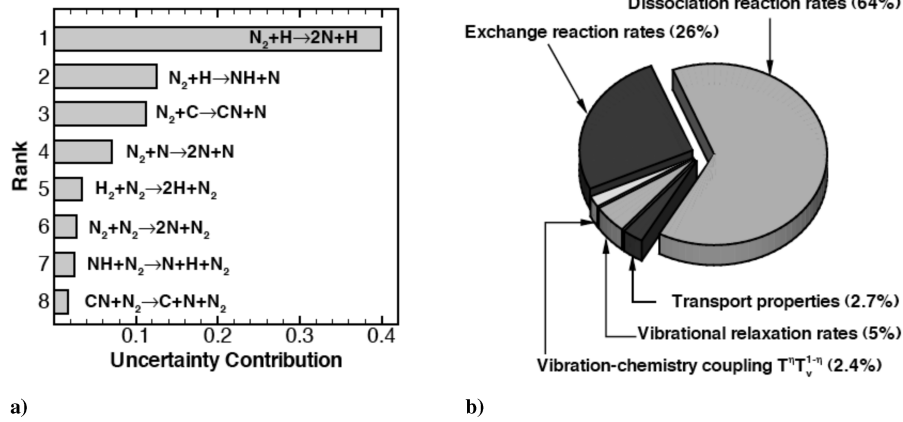 Rank
1
N₂+H→2N+H
2
N₂+H→NH+N
3
N₂+C→CN+N
4
N₂+N→2N+N
5
H₂+N₂→2H+N₂
6
N₂+N₂→2N+N₂
7
NH+N₂→N+H+N₂
8
CN+N₂→C+N+N₂
0.1 0.2 0.3 0.4
Uncertainty Contribution
a)
Dissociation reaction rates (64%)
Exchange reaction rates (26%)
Transport properties (2.7%)
Vibrational relaxation rates (5%)
Vibration-chemistry coupling TᶯTᵥ¹⁻ᶯ (2.4%)
b)